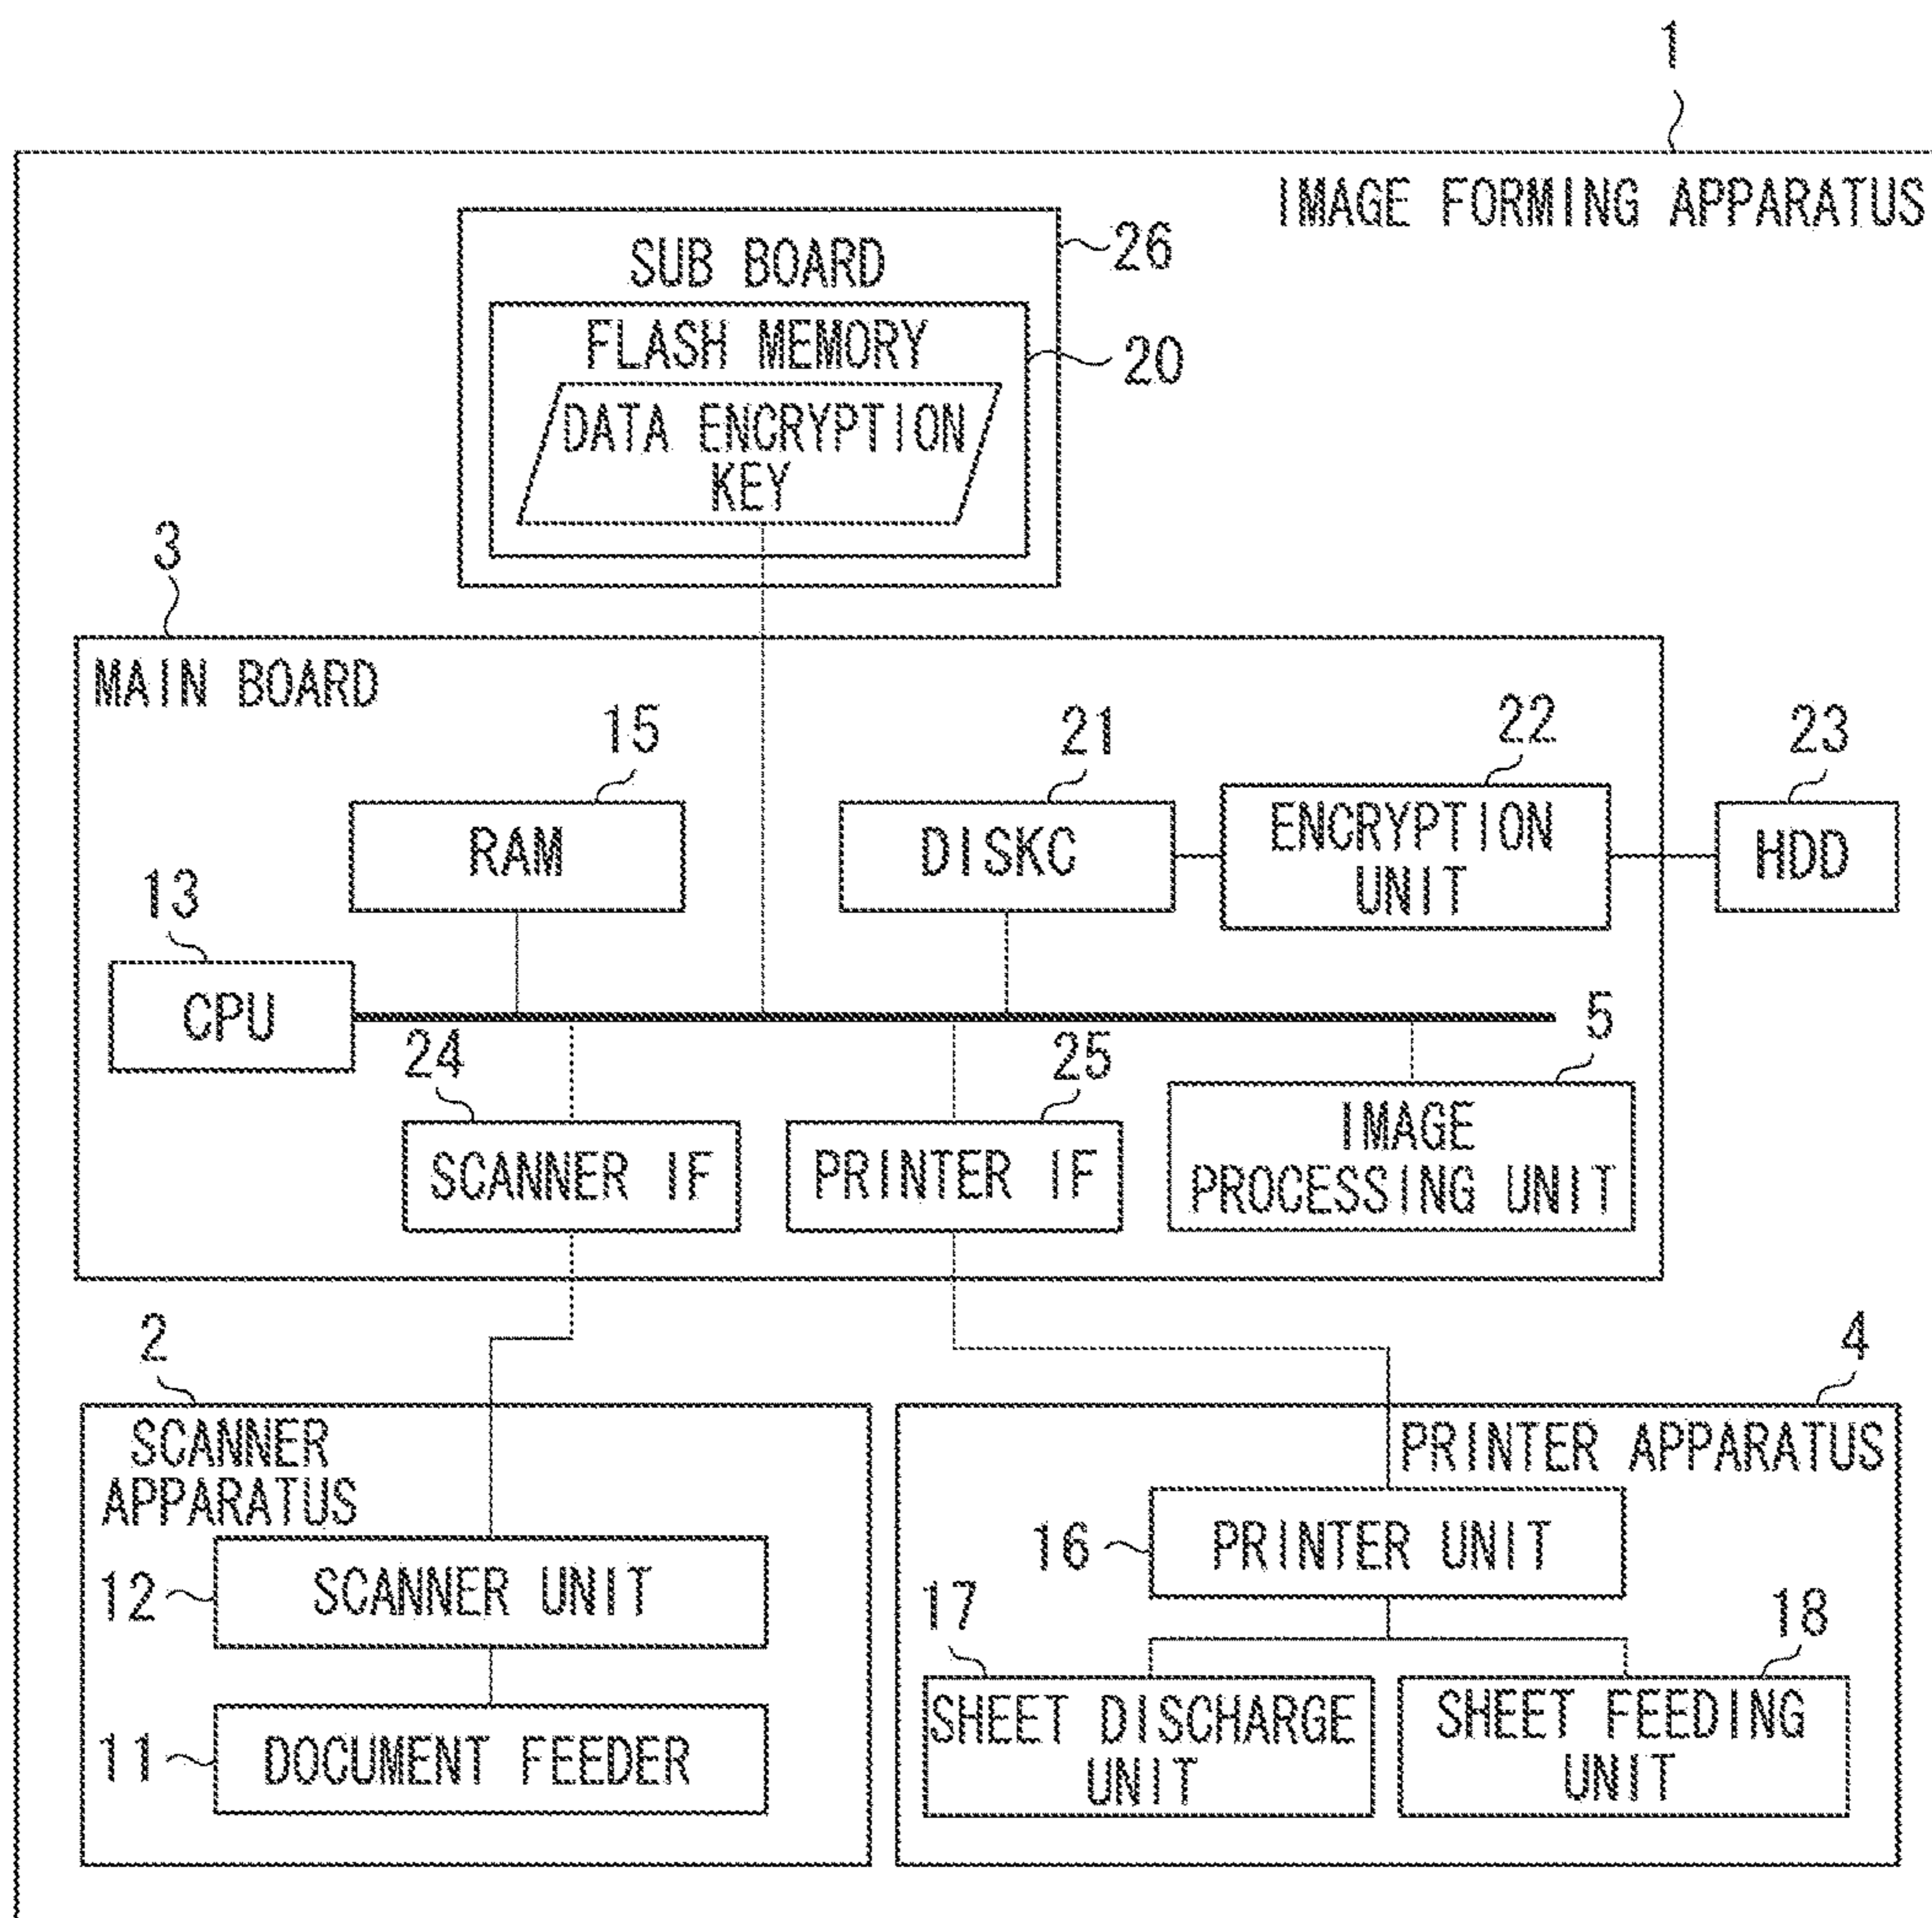 1
IMAGE FORMING APPARATUS
SUB BOARD
26
FLASH MEMORY
20
DATA ENCRYPTION
KEY
3
MAIN BOARD
15
21
22
23
RAM
DISKC
ENCRYPTION
UNIT
HDD
13
CPU
24
25
5
SCANNER IF
PRINTER IF
IMAGE
PROCESSING UNIT
2
4
SCANNER
APPARATUS
PRINTER APPARATUS
12
SCANNER UNIT
16
PRINTER UNIT
11
DOCUMENT FEEDER
17
18
SHEET DISCHARGE
UNIT
SHEET FEEDING
UNIT